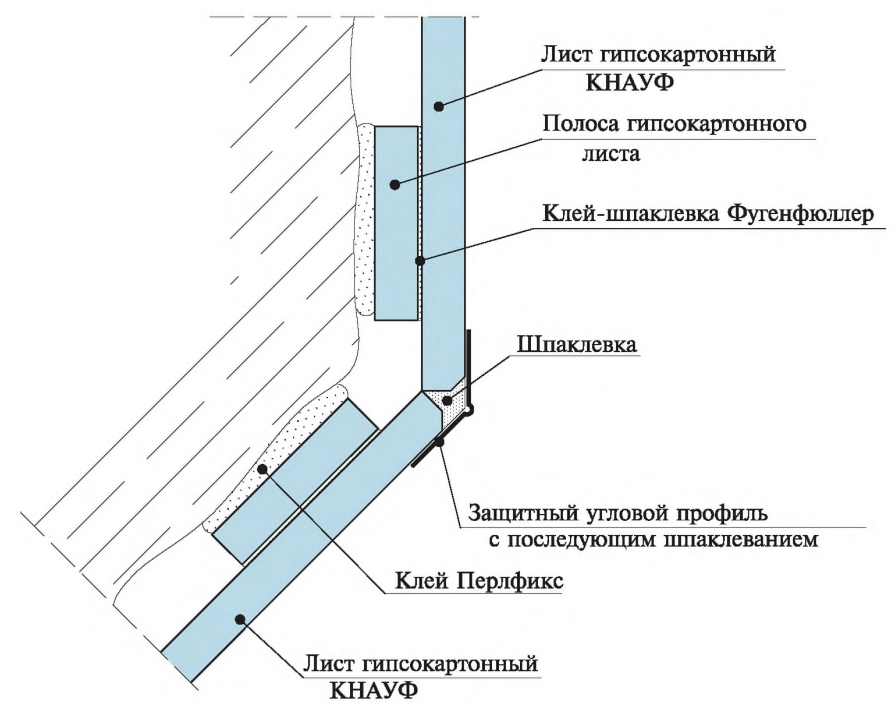 Лист гипсокартонный
КНАУФ
Полоса гипсокартонного
листа
Клей-шпаклевка Фугенфюллер
Шпаклевка
Защитный угловой профиль
с последующим шпаклеванием
Клей Перлфикс
Лист гипсокартонный
КНАУФ